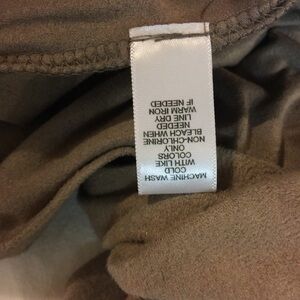 MACHINE WASH
COLD
WITH LIKE
COLORS
ONLY
NON-CHLORINE
BLEACH WHEN
NEEDED
LINE DRY
WARM IRON
IF NEEDED